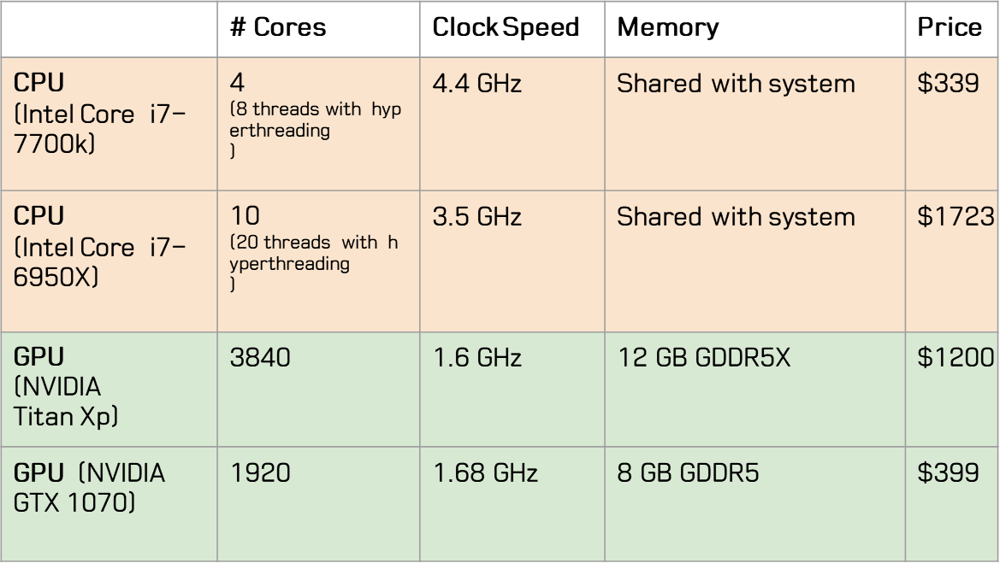 # Cores Clock Speed Memory Price
CPU 4 4.4 GHz Shared with system $339
(Intel Core i7– (8 threads with hyp
7700k) erthreading
)
CPU 10 3.5 GHz Shared with system $1723
(Intel Core i7– (20 threads with h
6950X) yperthreading
)
GPU 3840 1.6 GHz 12 GB GDDR5X $1200
(NVIDIA
Titan Xp)
GPU (NVIDIA 1920 1.68 GHz 8 GB GDDR5 $399
GTX 1070)